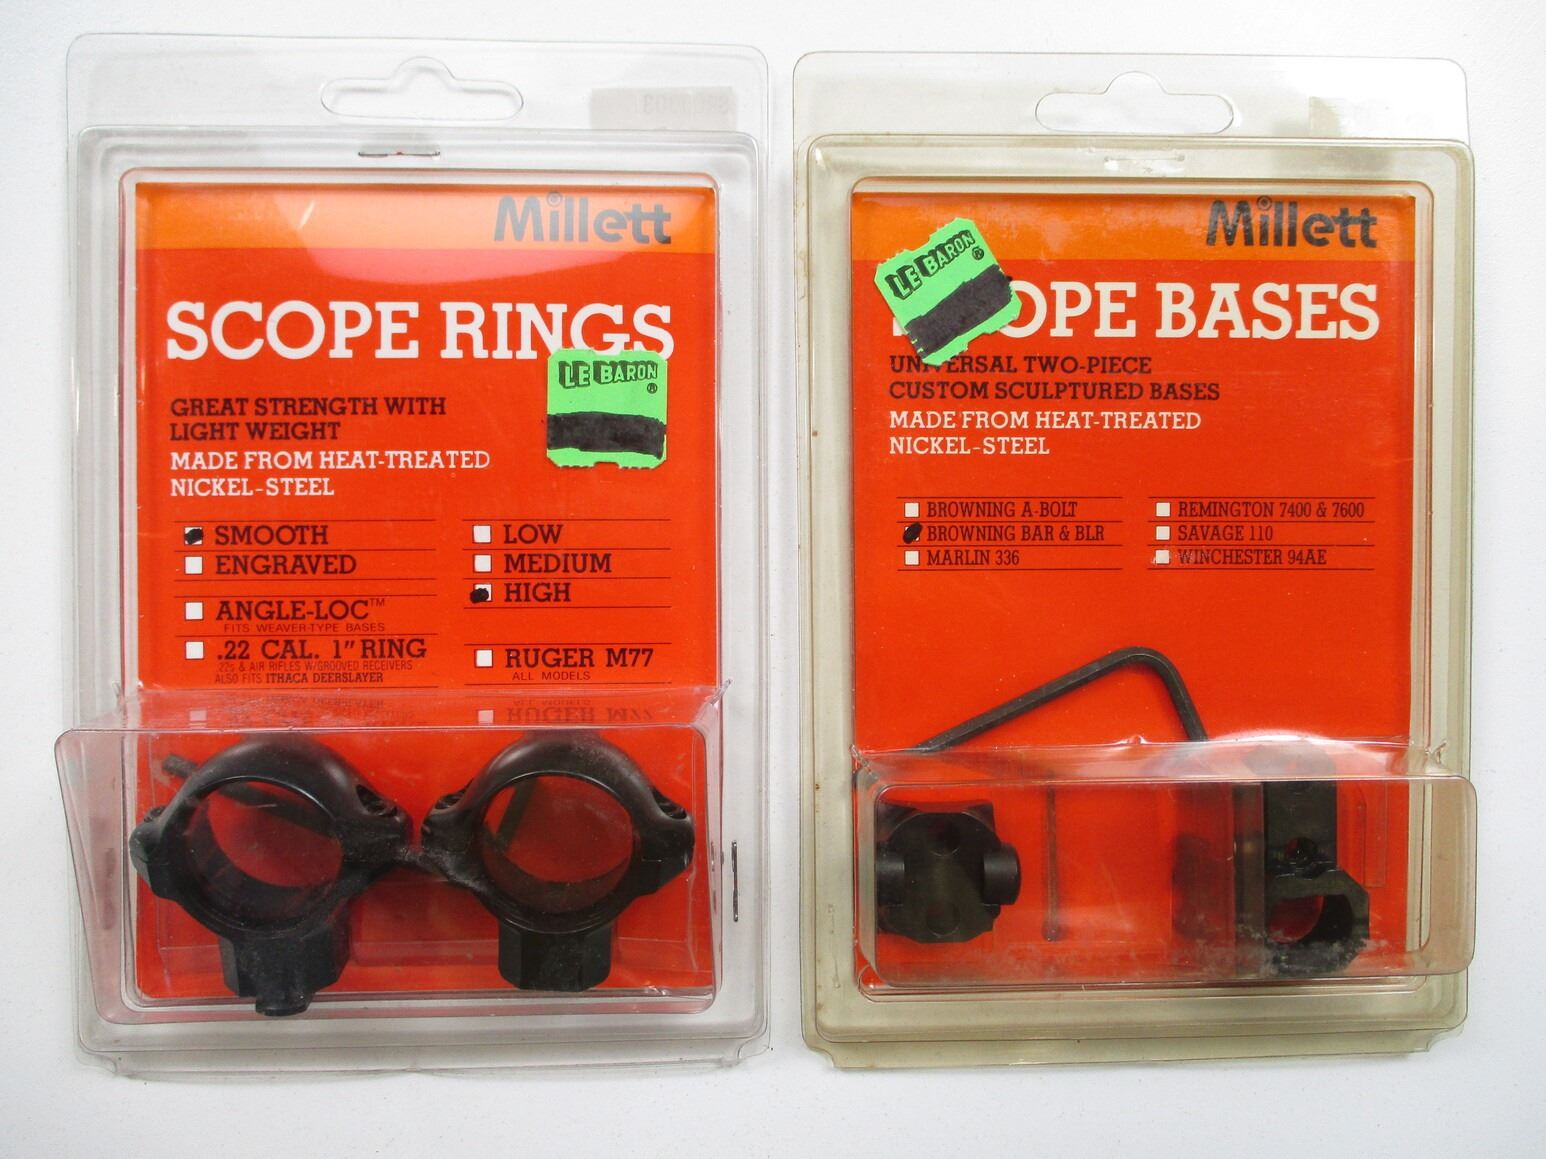 Millett®
SCOPE RINGS
LE BARON®
GREAT STRENGTH WITH
LIGHT WEIGHT
MADE FROM HEAT-TREATED
NICKEL-STEEL
SMOOTH
ENGRAVED
ANGLE-LOC™
FITS WEAVER-TYPE BASES
.22 CAL. 1" RING
22s & AIR RIFLES W/GROOVED RECEIVERS
ALSO FITS ITHACA DEERSLAYER
LOW
MEDIUM
HIGH
RUGER M77
ALL MODELS
Millett®
LE BARON®
OPE BASES
UNIVERSAL TWO-PIECE
CUSTOM SCULPTURED BASES
MADE FROM HEAT-TREATED
NICKEL-STEEL
BROWNING A-BOLT
BROWNING BAR & BLR
MARLIN 336
REMINGTON 7400 & 7600
SAVAGE 110
WINCHESTER 94AE